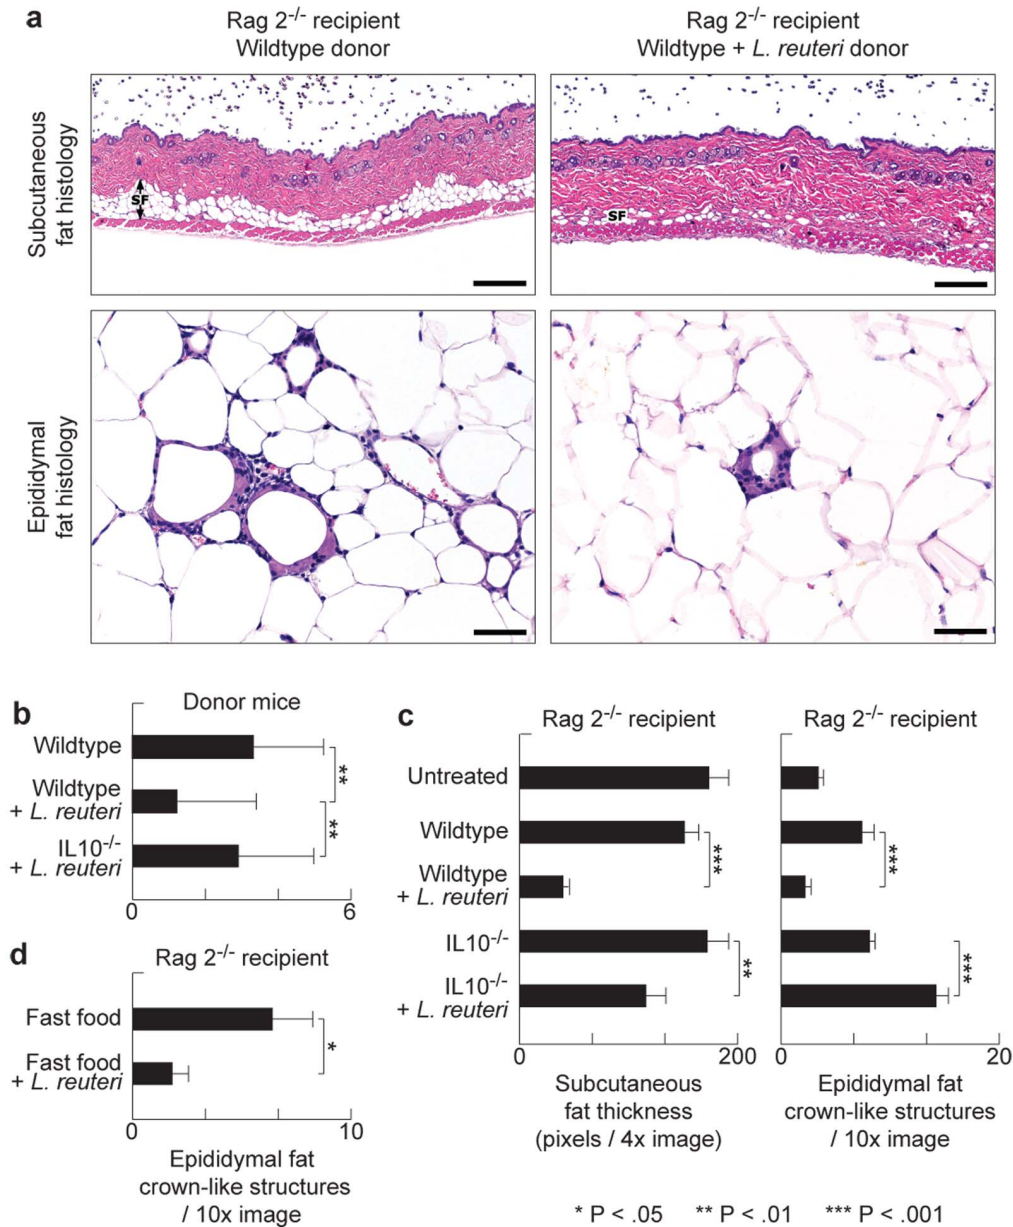 a
Rag 2-/- recipient
Wildtype donor
Rag 2-/- recipient
Wildtype + L. reuteri donor
Subcutaneous
fat histology
SF
SF
Epididymal
fat histology
b
Donor mice
Wildtype
Wildtype
+ L. reuteri
IL10-/-
+ L. reuteri
**
**
0
6
c
Rag 2-/- recipient
Rag 2-/- recipient
Untreated
Wildtype
Wildtype
+ L. reuteri
IL10-/-
IL10-/-
+ L. reuteri
***
**
***
***
0
200
0
20
Subcutaneous
fat thickness
(pixels / 4x image)
Epididymal fat
crown-like structures
/ 10x image
d
Rag 2-/- recipient
Fast food
Fast food
+ L. reuteri
*
0
10
Epididymal fat
crown-like structures
/ 10x image
* P < .05 ** P < .01 *** P < .001